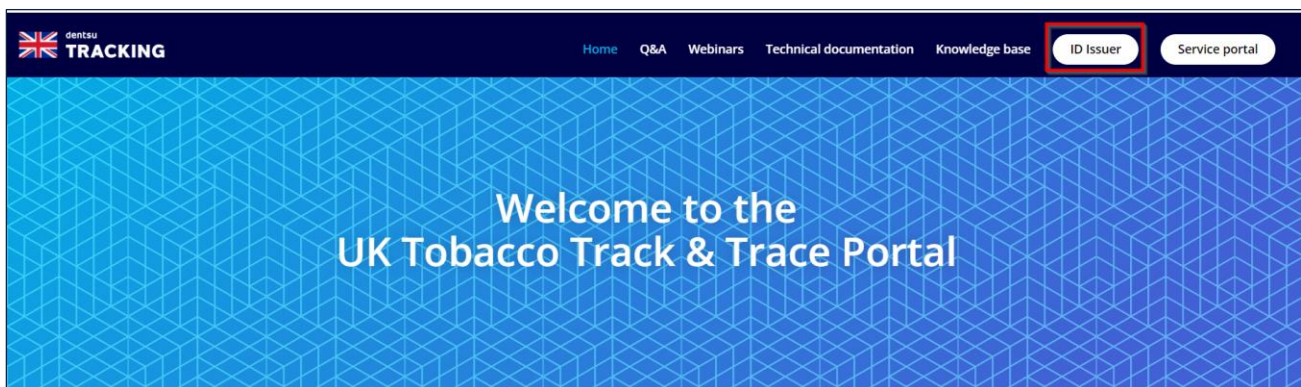 dentsu
TRACKING
Home Q&A Webinars Technical documentation Knowledge base ID Issuer Service portal
Welcome to the
UK Tobacco Track & Trace Portal